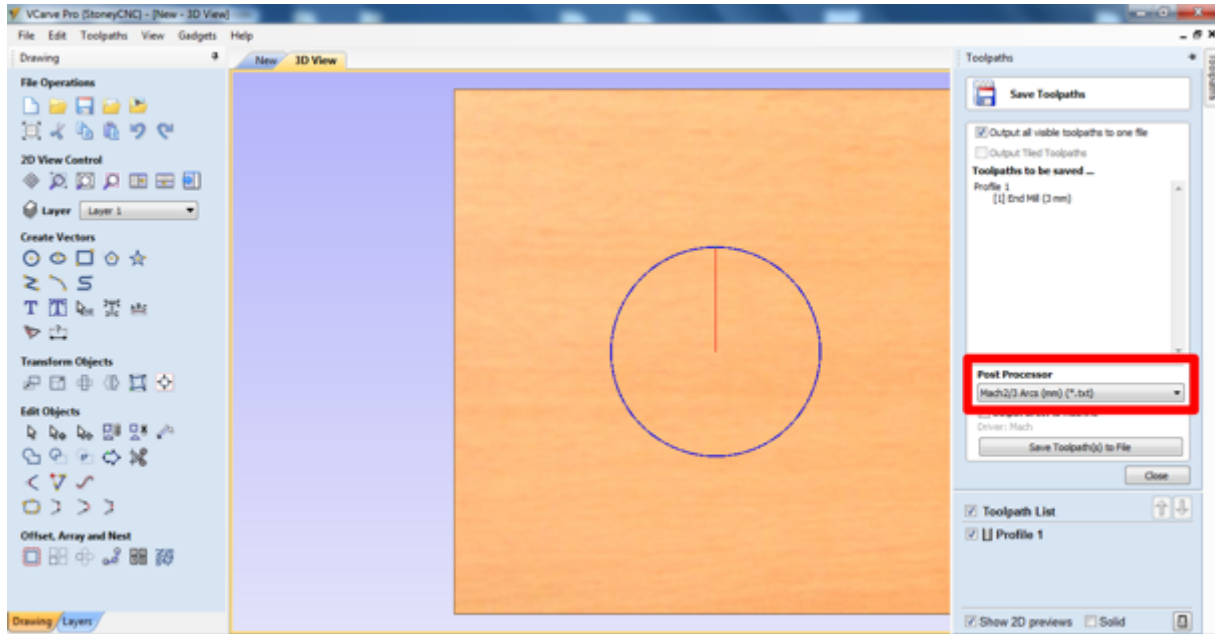 VCarve Pro (StoneyCNC) - [New - 3D View]
File Edit Toolpaths View Gadgets Help
Drawing
File Operations
2D View Control
Layer Layer 1
Create Vectors
Transform Objects
Edit Objects
Offset, Array and Nest
Drawing Layers
New 3D View
Toolpaths
Save Toolpaths
Output all visible toolpaths to one file
Output Tiled Toolpaths
Toolpaths to be saved ...
Profile 1
[1] End Mill (3 mm)
Post Processor
Mach2/3 Arcs (mm) (*.txt)
Driver: Mach
Save Toolpath(s) to File
Close
Toolpath List
Profile 1
Show 2D previews Solid